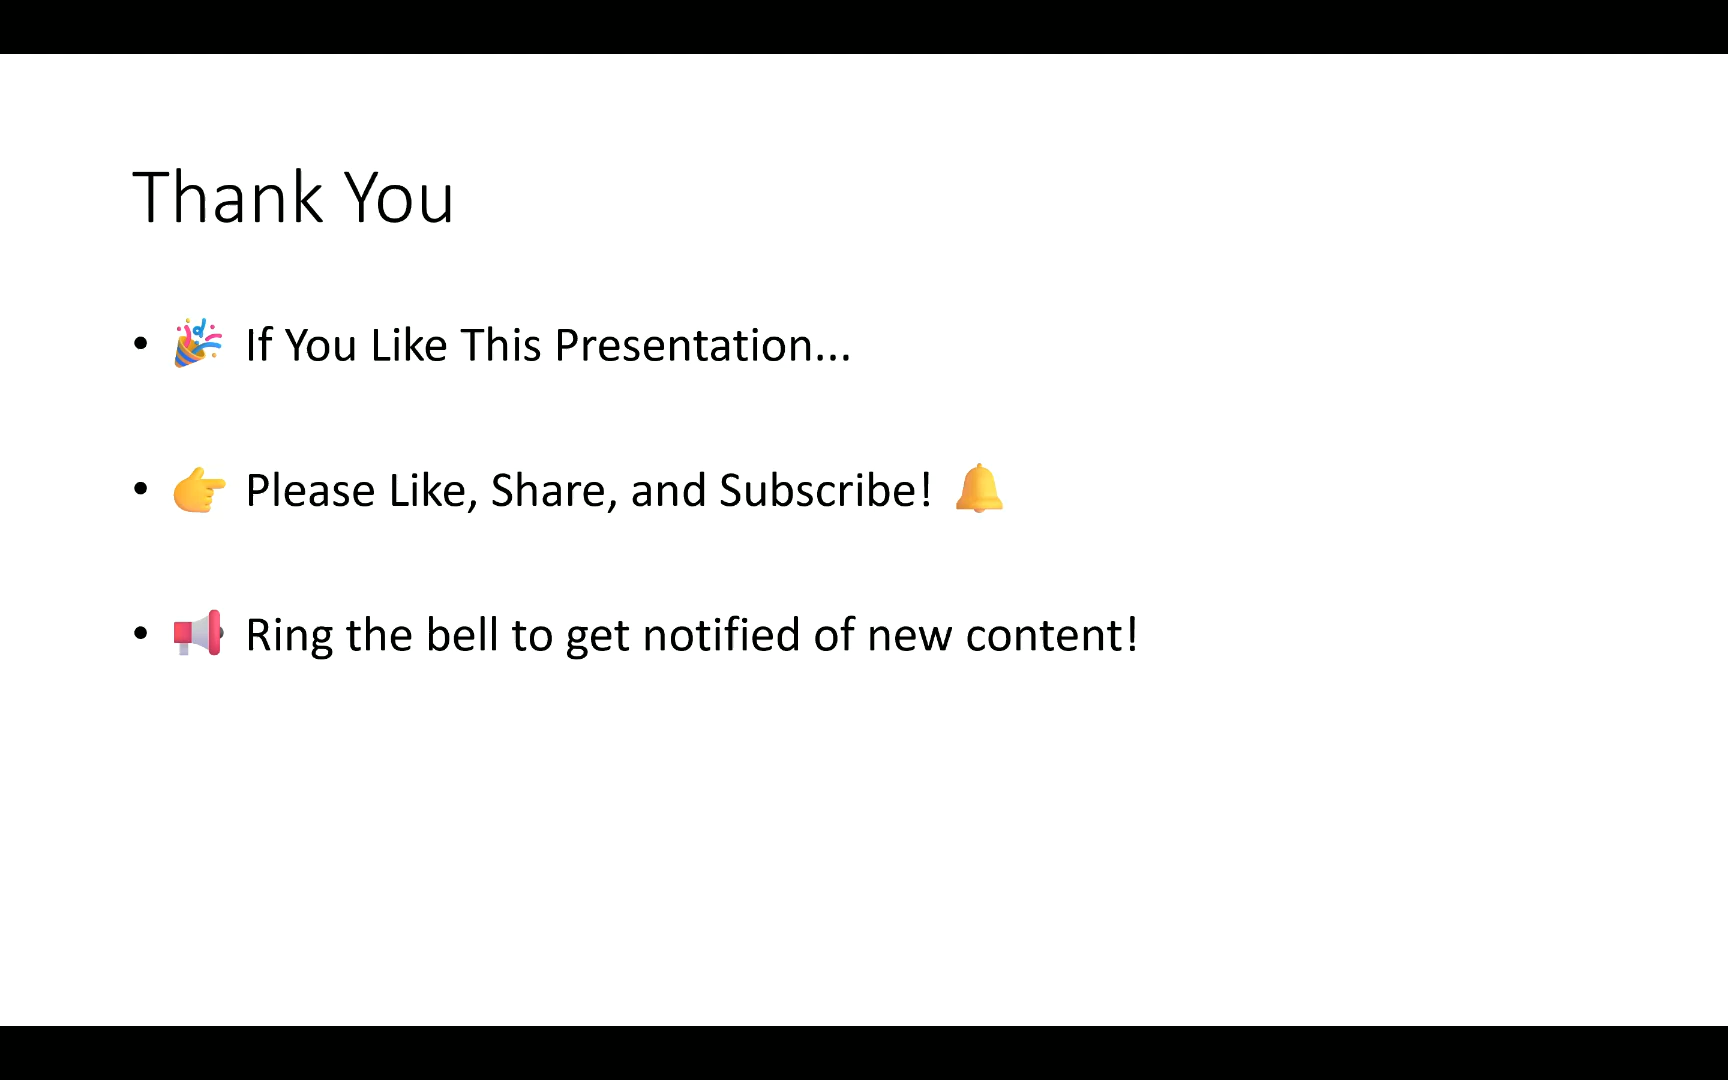 Thank You
• 🎉 If You Like This Presentation...
• 👉 Please Like, Share, and Subscribe! 🔔
• 📢 Ring the bell to get notified of new content!